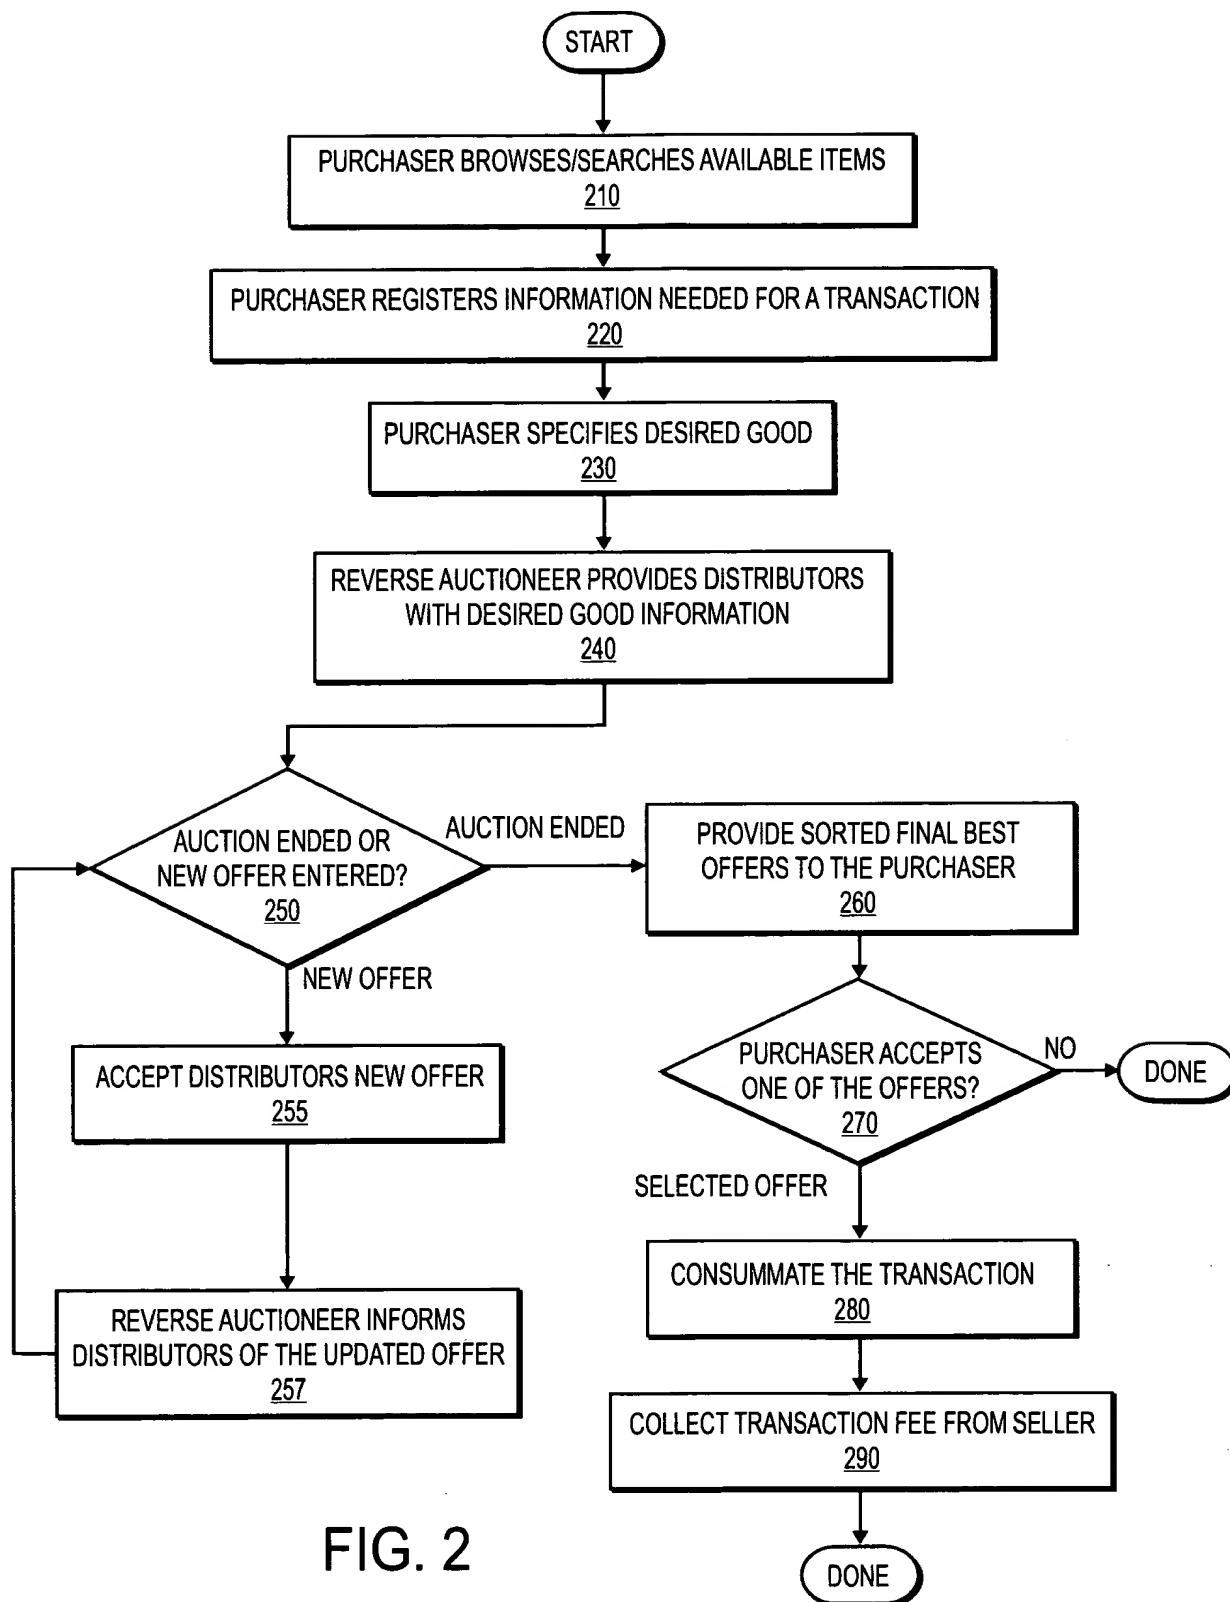 START
PURCHASER BROWSES/SEARCHES AVAILABLE ITEMS
210
PURCHASER REGISTERS INFORMATION NEEDED FOR A TRANSACTION
220
PURCHASER SPECIFIES DESIRED GOOD
230
REVERSE AUCTIONEER PROVIDES DISTRIBUTORS
WITH DESIRED GOOD INFORMATION
240
AUCTION ENDED OR
NEW OFFER ENTERED?
250
AUCTION ENDED
NEW OFFER
ACCEPT DISTRIBUTORS NEW OFFER
255
REVERSE AUCTIONEER INFORMS
DISTRIBUTORS OF THE UPDATED OFFER
257
PROVIDE SORTED FINAL BEST
OFFERS TO THE PURCHASER
260
PURCHASER ACCEPTS
ONE OF THE OFFERS?
270
NO
DONE
SELECTED OFFER
CONSUMMATE THE TRANSACTION
280
COLLECT TRANSACTION FEE FROM SELLER
290
DONE
FIG. 2